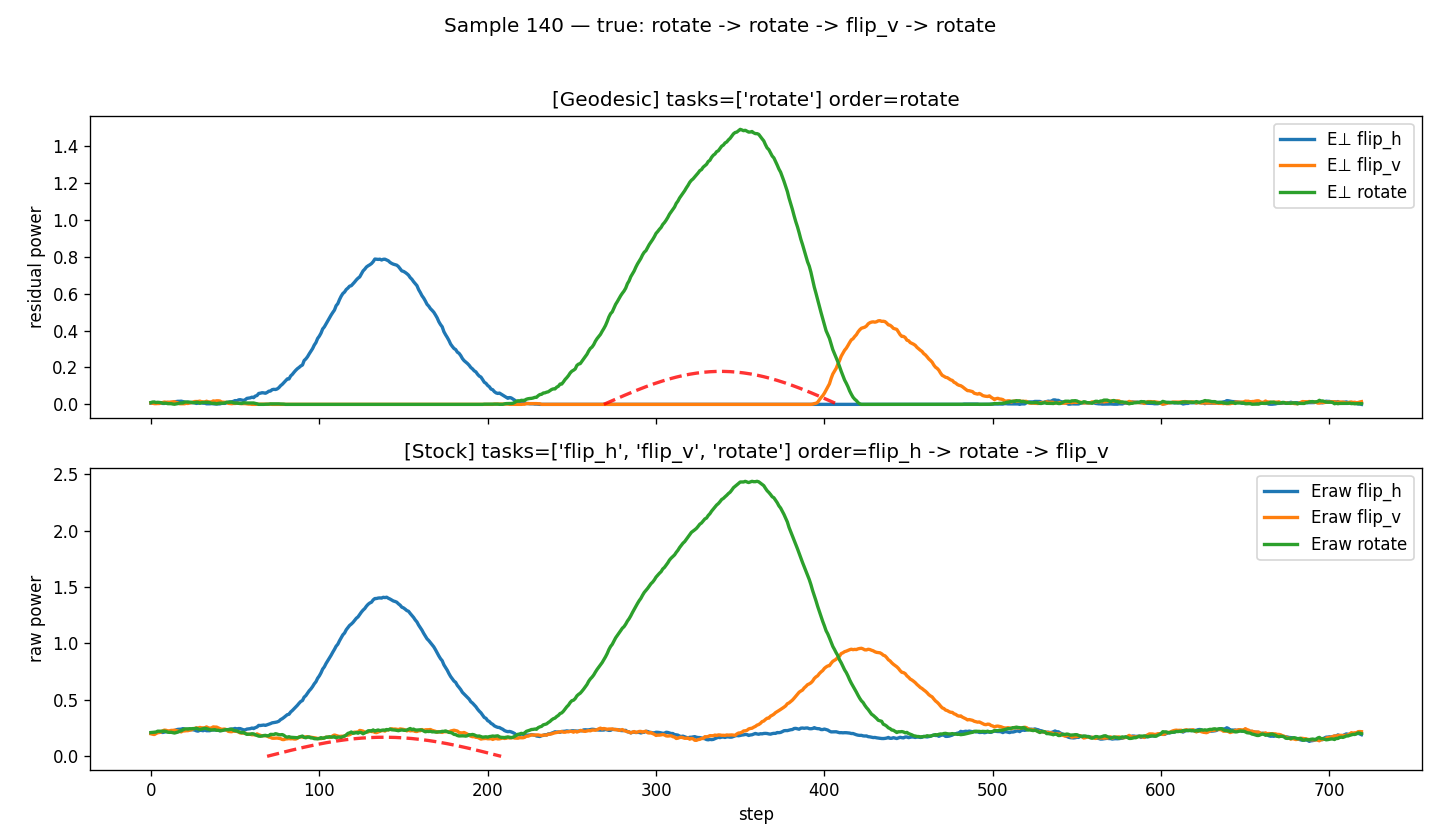 Sample 140 — true: rotate -> rotate -> flip_v -> rotate
[Geodesic] tasks=['rotate'] order=rotate
residual power
1.4
1.2
1.0
0.8
0.6
0.4
0.2
0.0
E⊥ flip_h
E⊥ flip_v
E⊥ rotate
[Stock] tasks=['flip_h', 'flip_v', 'rotate'] order=flip_h -> rotate -> flip_v
raw power
2.5
2.0
1.5
1.0
0.5
0.0
Eraw flip_h
Eraw flip_v
Eraw rotate
0 100 200 300 400 500 600 700
step